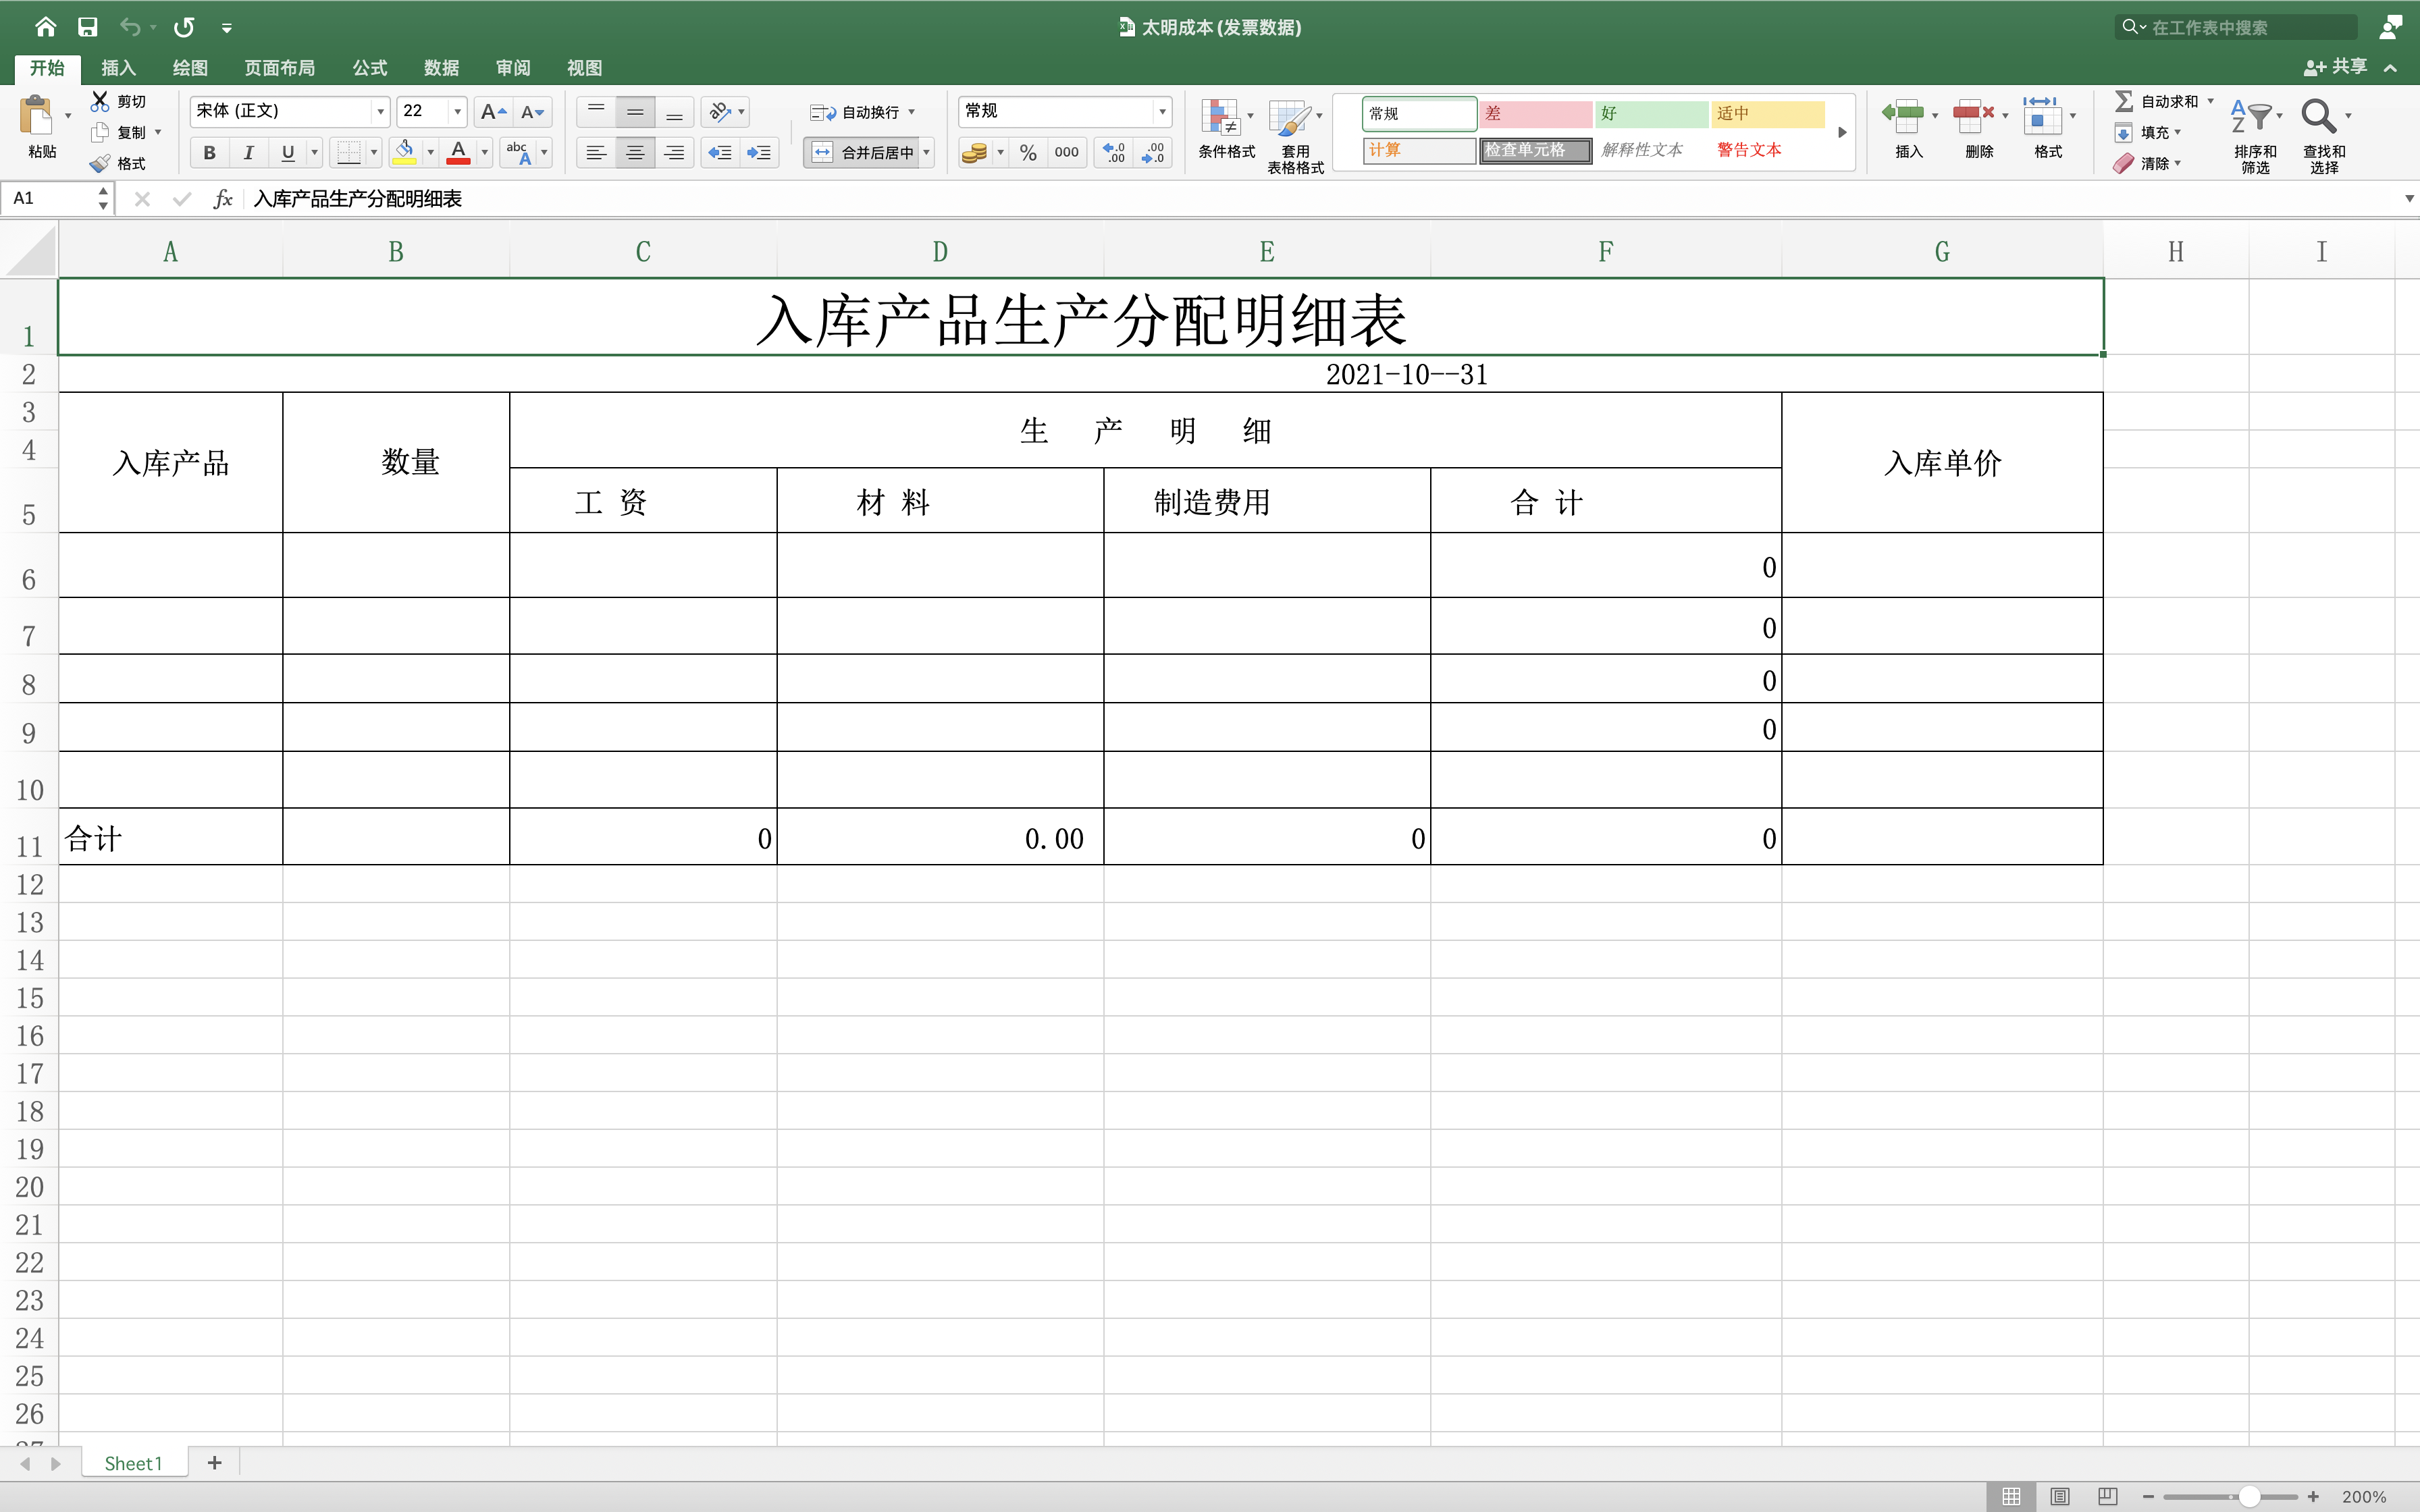 太明成本 (发票数据)
在工作表中搜索
开始 插入 绘图 页面布局 公式 数据 审阅 视图
共享
粘贴
剪切
复制
格式
宋体 (正文) 22 A A
B I U A abc A
自动换行
合并后居中
常规
% 000 .0 .00 .00 .0
条件格式
套用
表格格式
常规 差 好 适中
计算 检查单元格 解释性文本 警告文本
插入 删除 格式
自动求和
填充
清除
A Z
排序和
筛选
查找和
选择
A1 fx 入库产品生产分配明细表
A B C D E F G H I
1 入库产品生产分配明细表
2 2021-10--31
3
4
5
入库产品 数量 生 产 明 细 入库单价
工 资 材 料 制造费用 合 计
6 0
7 0
8 0
9 0
10
11 合计 0 0.00 0 0
12
13
14
15
16
17
18
19
20
21
22
23
24
25
26
Sheet1 +
200%